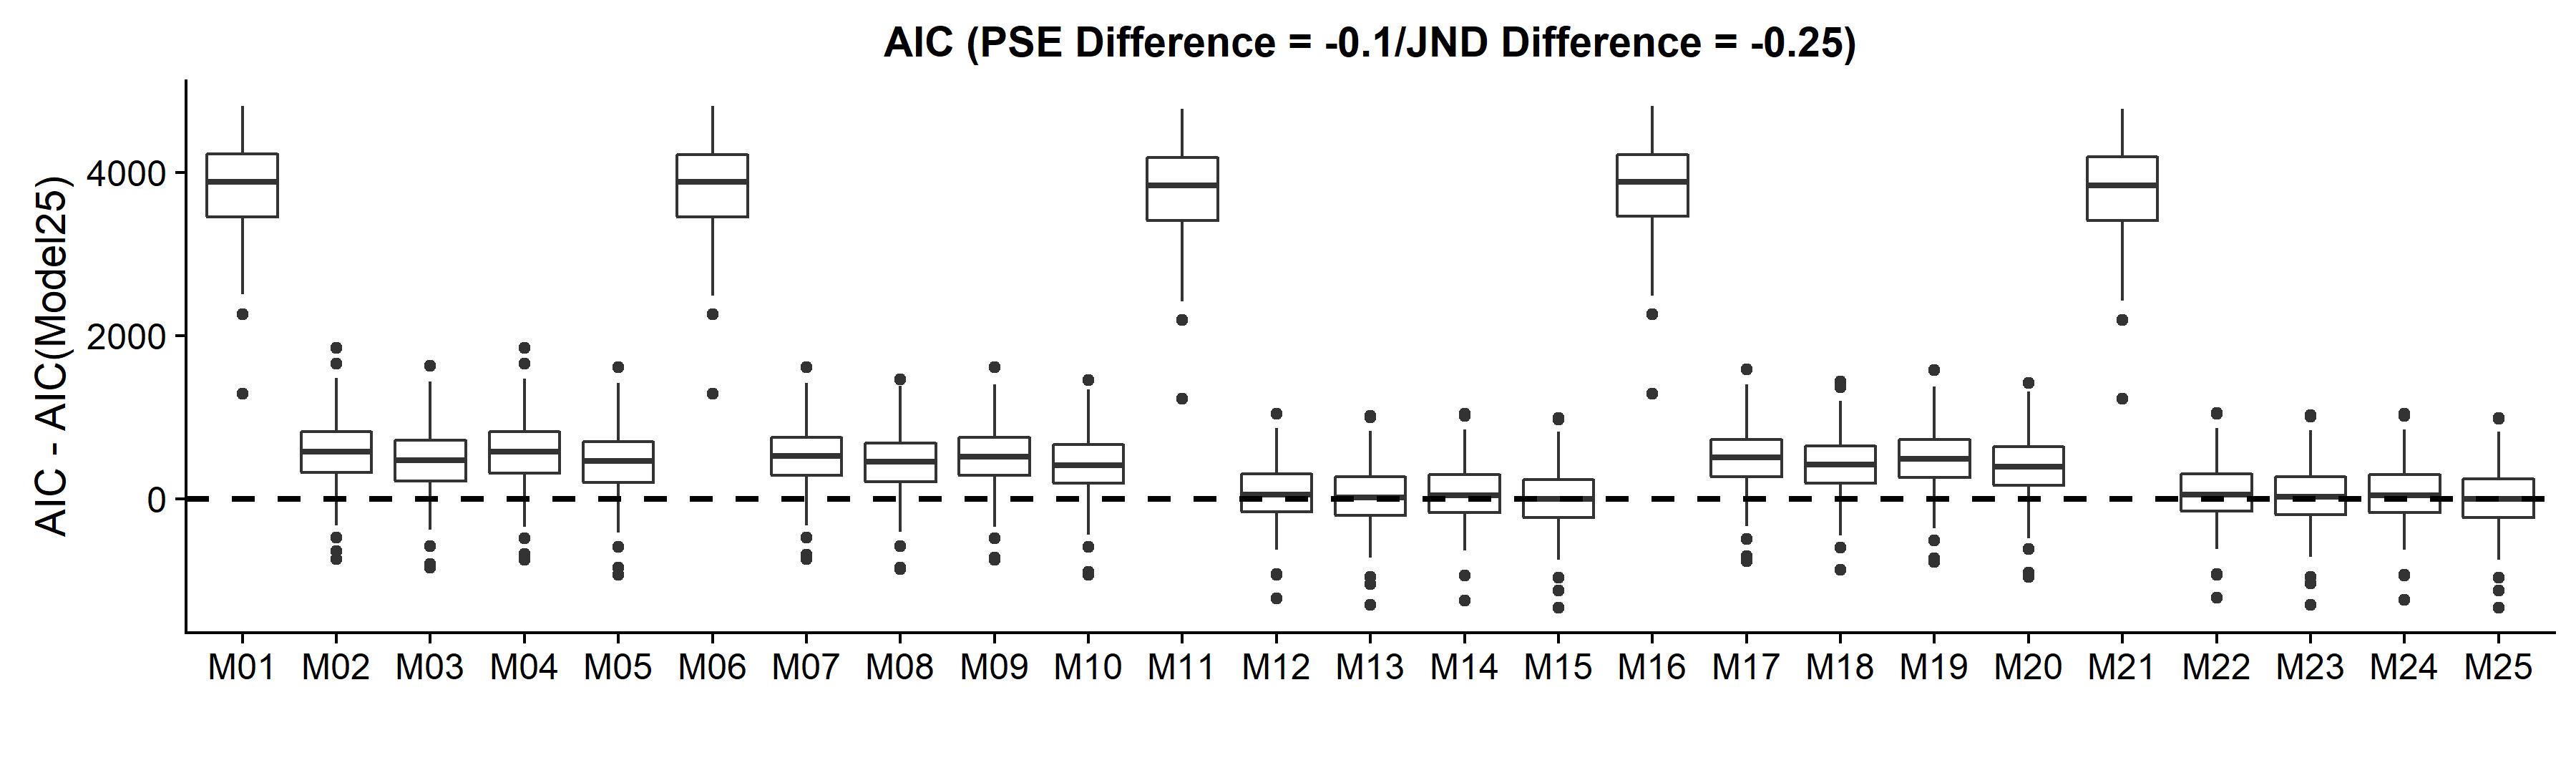 AIC (PSE Difference = -0.1/JND Difference = -0.25)
AIC - AIC(Model25)
4000
2000
0
M01 M02 M03 M04 M05 M06 M07 M08 M09 M10 M11 M12 M13 M14 M15 M16 M17 M18 M19 M20 M21 M22 M23 M24 M25